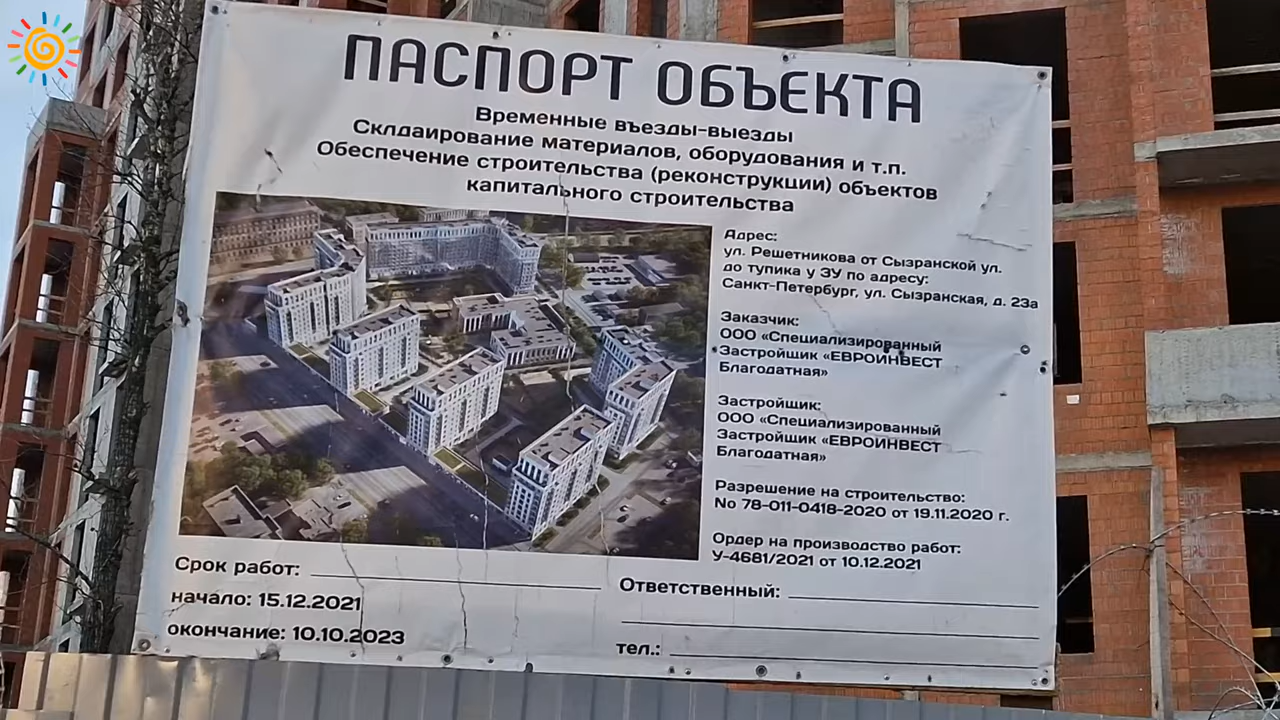 ПАСПОРТ ОБЪЕКТА
Временные въезды-выезды
Склдаирование материалов, оборудования и т.п.
Обеспечение строительства (реконструкции) объектов
капитального строительства
Адрес:
ул. Решетникова от Сызранской ул.
до тупика у ЗУ по адресу:
Санкт-Петербург, ул. Сызранская, д. 23а
Заказчик:
ООО «Специализированный
Застройщик «ЕВРОИНВЕСТ
Благодатная»
Застройщик:
ООО «Специализированный
Застройщик «ЕВРОИНВЕСТ
Благодатная»
Разрешение на строительство:
No 78-011-0418-2020 от 19.11.2020 г.
Ордер на производство работ:
У-4681/2021 от 10.12.2021
Срок работ:
начало: 15.12.2021
окончание: 10.10.2023
Ответственный:
тел.: